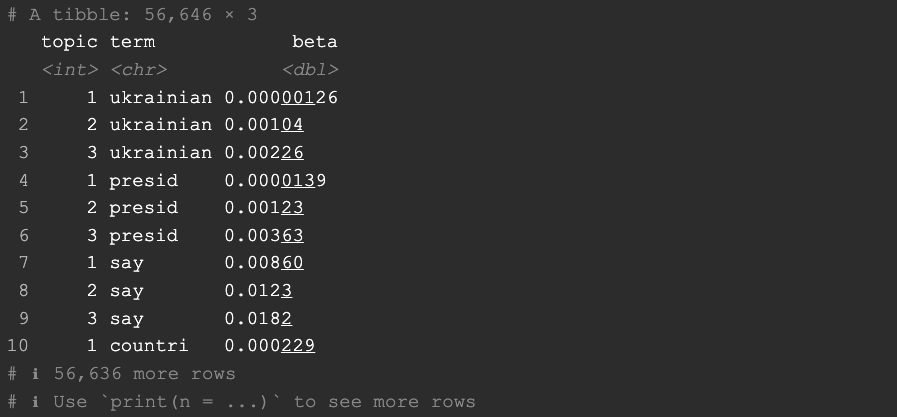 # A tibble: 56,646 × 3
topic term beta
<int> <chr> <dbl>
1 1 ukrainian 0.00000126
2 2 ukrainian 0.00104
3 3 ukrainian 0.00226
4 1 presid 0.0000139
5 2 presid 0.00123
6 3 presid 0.00363
7 1 say 0.00860
8 2 say 0.0123
9 3 say 0.0182
10 1 countri 0.000229
# ℹ 56,636 more rows
# ℹ Use `print(n = ...)` to see more rows